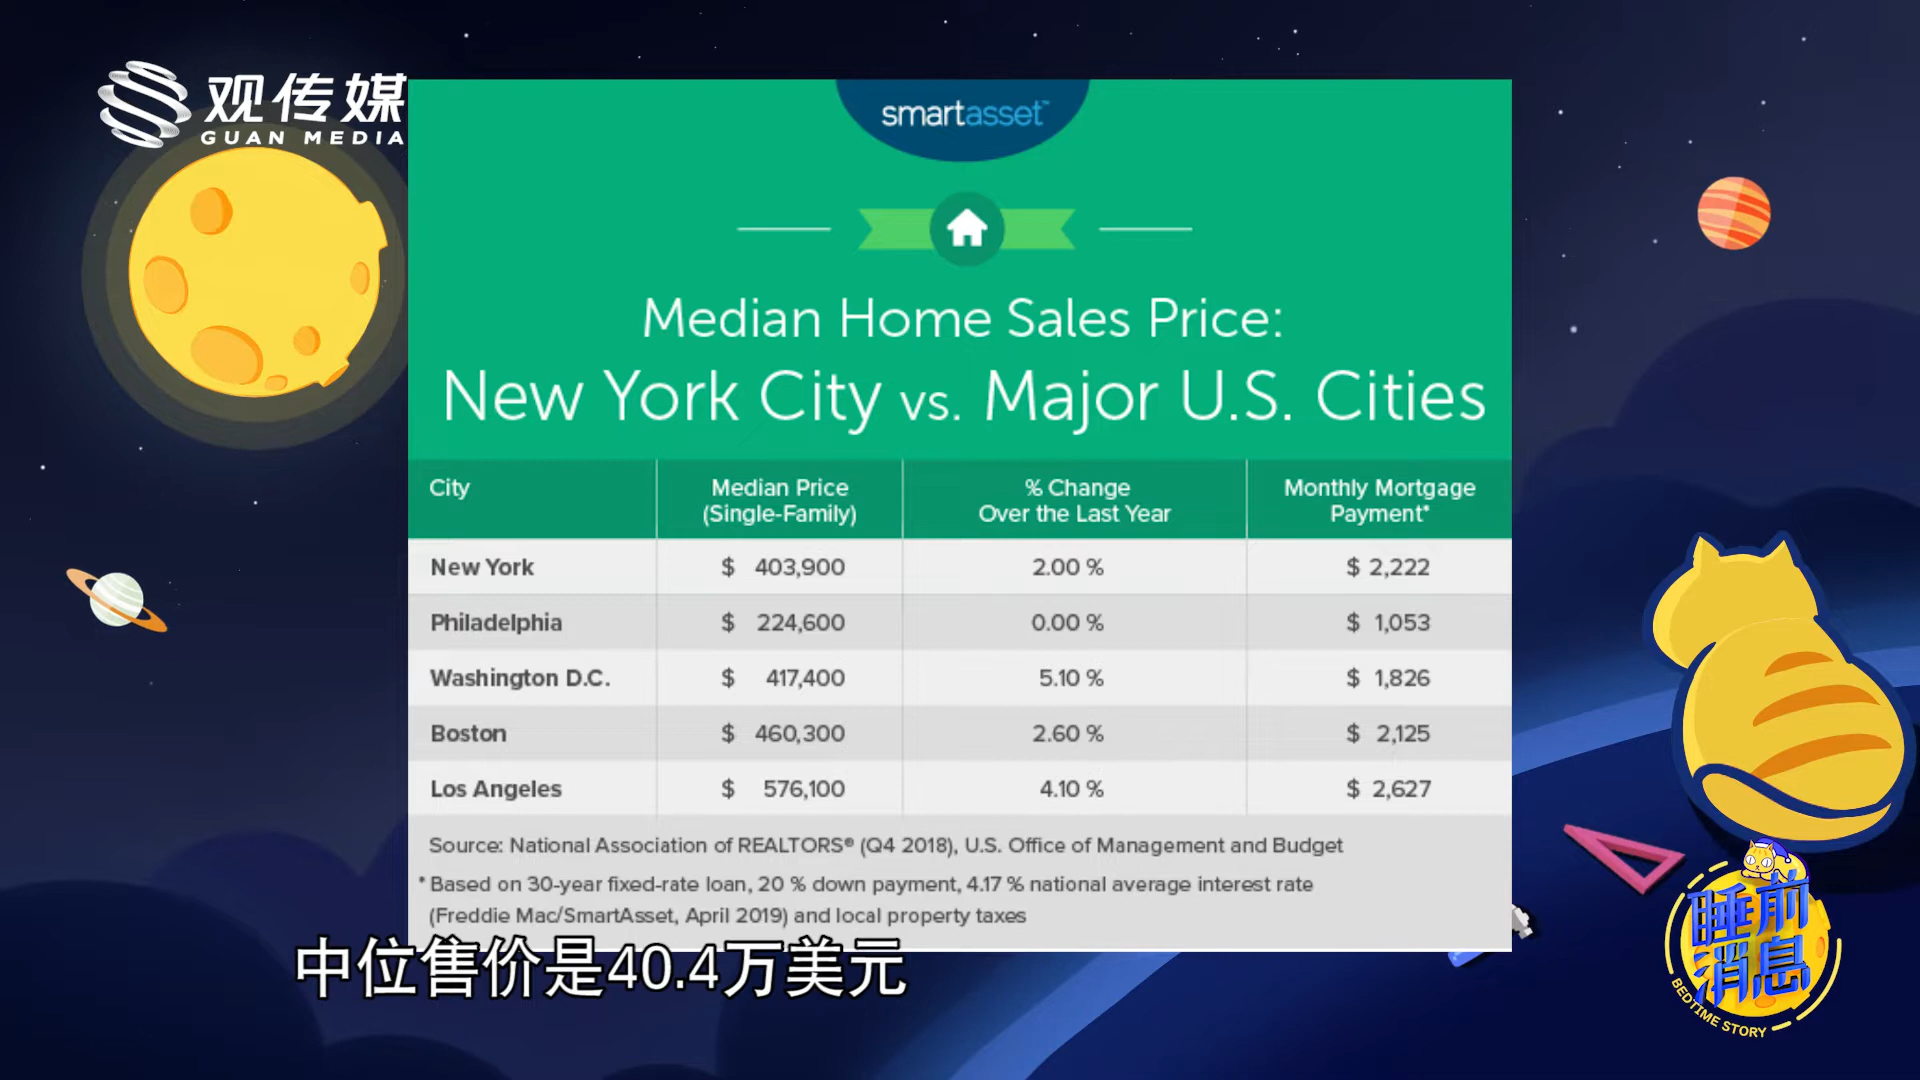 观传媒
GUAN MEDIA
smartasset™
Median Home Sales Price:
New York City vs. Major U.S. Cities
City Median Price (Single-Family) % Change Over the Last Year Monthly Mortgage Payment*
New York $ 403,900 2.00 % $ 2,222
Philadelphia $ 224,600 0.00 % $ 1,053
Washington D.C. $ 417,400 5.10 % $ 1,826
Boston $ 460,300 2.60 % $ 2,125
Los Angeles $ 576,100 4.10 % $ 2,627
Source: National Association of REALTORS® (Q4 2018), U.S. Office of Management and Budget
* Based on 30-year fixed-rate loan, 20 % down payment, 4.17 % national average interest rate
(Freddie Mac/SmartAsset, April 2019) and local property taxes
中位售价是40.4万美元
睡前
消息
BEDTIME STORY